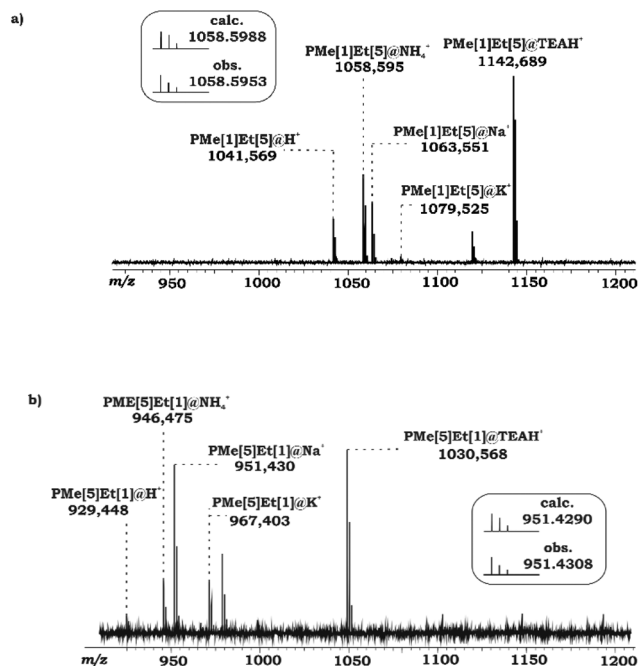 a)
calc.
1058.5988
obs.
1058.5953
PMe[1]Et[5]@NH₄⁺
1058,595
PMe[1]Et[5]@TEAH⁺
1142,689
PMe[1]Et[5]@H⁺
1041,569
PMe[1]Et[5]@Na⁺
1063,551
PMe[1]Et[5]@K⁺
1079,525
m/z 950 1000 1050 1100 1150 1200
b)
PME[5]Et[1]@NH₄⁺
946,475
PMe[5]Et[1]@Na⁺
951,430
PMe[5]Et[1]@TEAH⁺
1030,568
PMe[5]Et[1]@H⁺
929,448
PMe[5]Et[1]@K⁺
967,403
calc.
951.4290
obs.
951.4308
m/z 950 1000 1050 1100 1150 1200